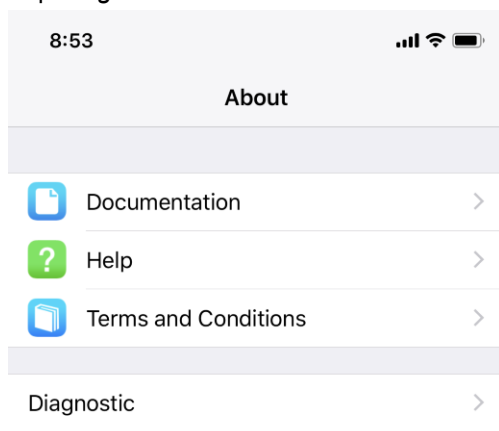 8:53
About
Documentation
Help
Terms and Conditions
Diagnostic